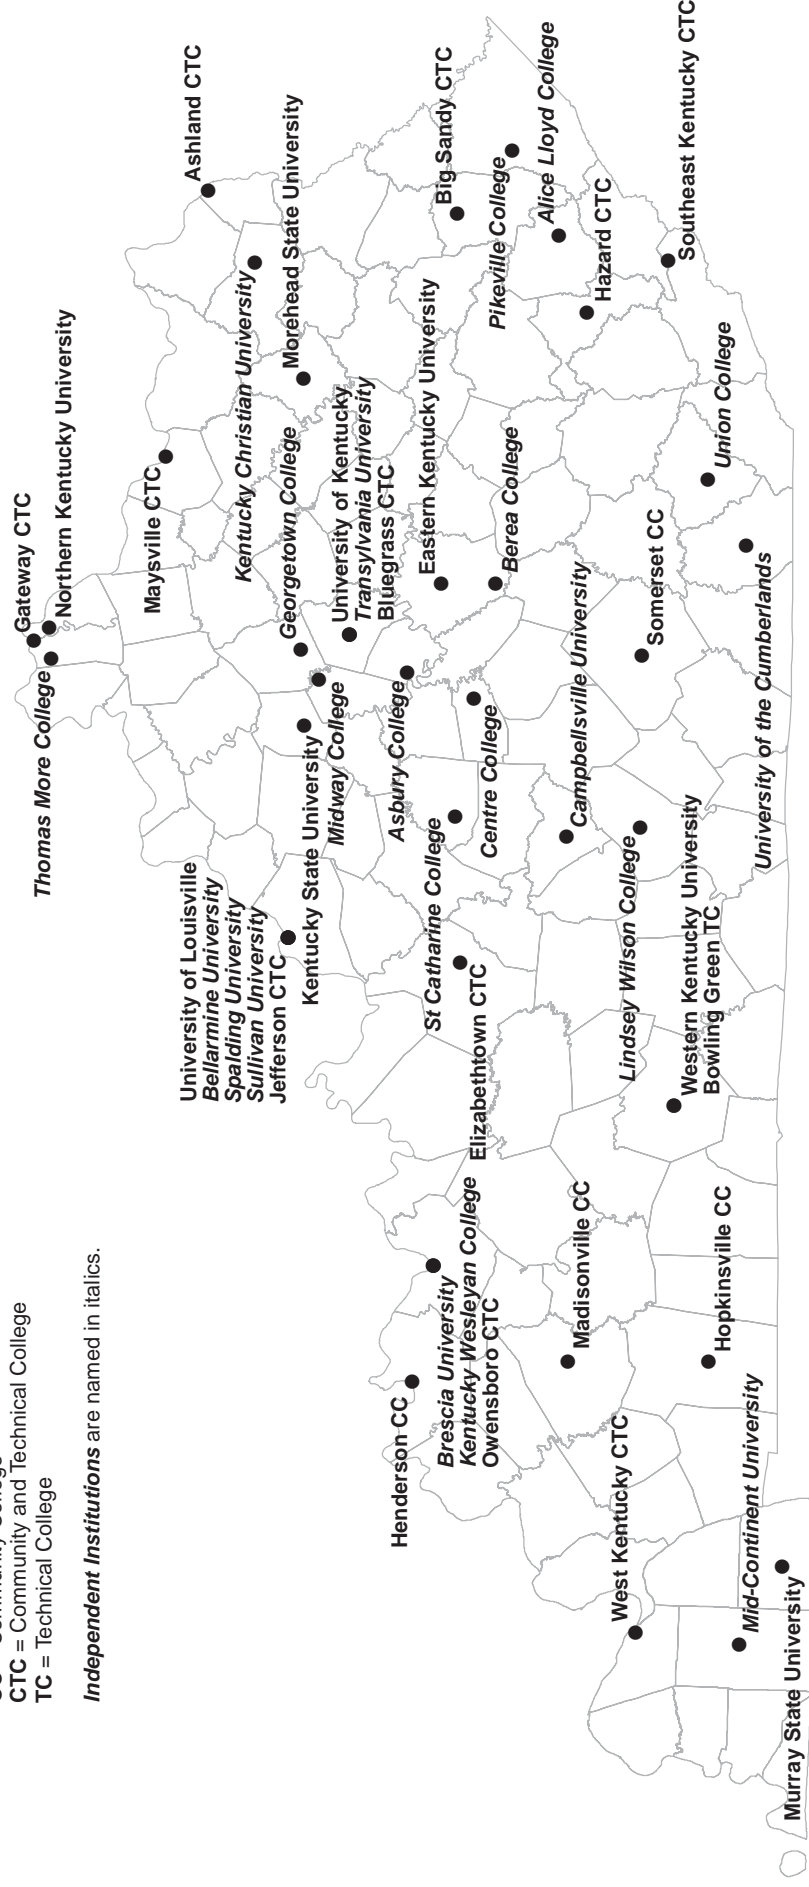 CTC = Community and Technical College
TC = Technical College
Independent Institutions are named in italics.
Thomas More College
Gateway CTC
Northern Kentucky University
Maysville CTC
Ashland CTC
Kentucky Christian University
Morehead State University
Georgetown College
University of Kentucky
Transylvania University
Bluegrass CTC
University of Louisville
Bellarmine University
Spalding University
Sullivan University
Jefferson CTC
Kentucky State University
Midway College
Asbury College
Eastern Kentucky University
Big Sandy CTC
Pikeville College
Alice Lloyd College
Hazard CTC
Southeast Kentucky CTC
Berea College
Centre College
St Catharine College
Elizabethtown CTC
Henderson CC
Brescia University
Kentucky Wesleyan College
Owensboro CTC
Madisonville CC
Campbellsville University
Lindsey Wilson College
Somerset CC
Union College
University of the Cumberlands
Western Kentucky University
Bowling Green TC
Hopkinsville CC
West Kentucky CTC
Mid-Continent University
Murray State University